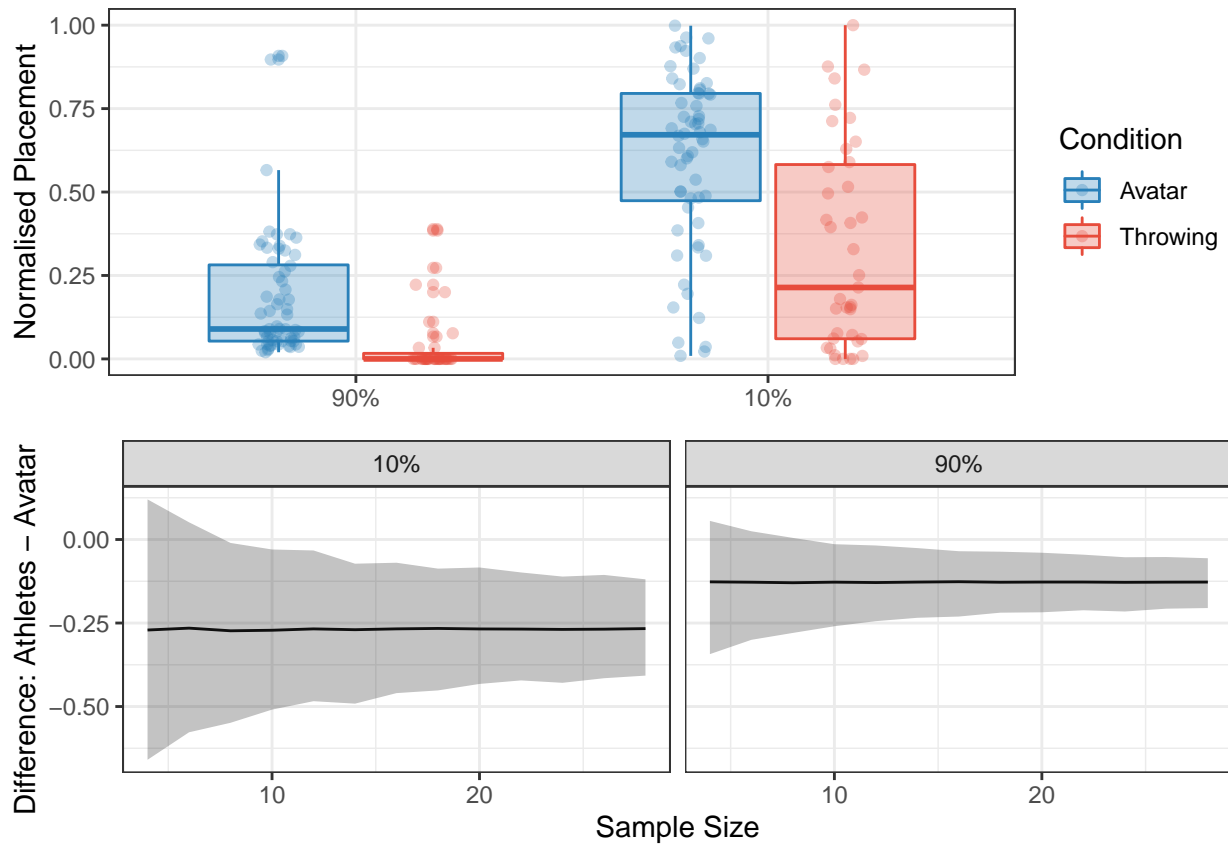 Normalised Placement
1.00
0.75
0.50
0.25
0.00
90%
10%
Condition
Avatar
Throwing
Difference: Athletes − Avatar
10%
90%
0.00
−0.25
−0.50
10
20
10
20
Sample Size